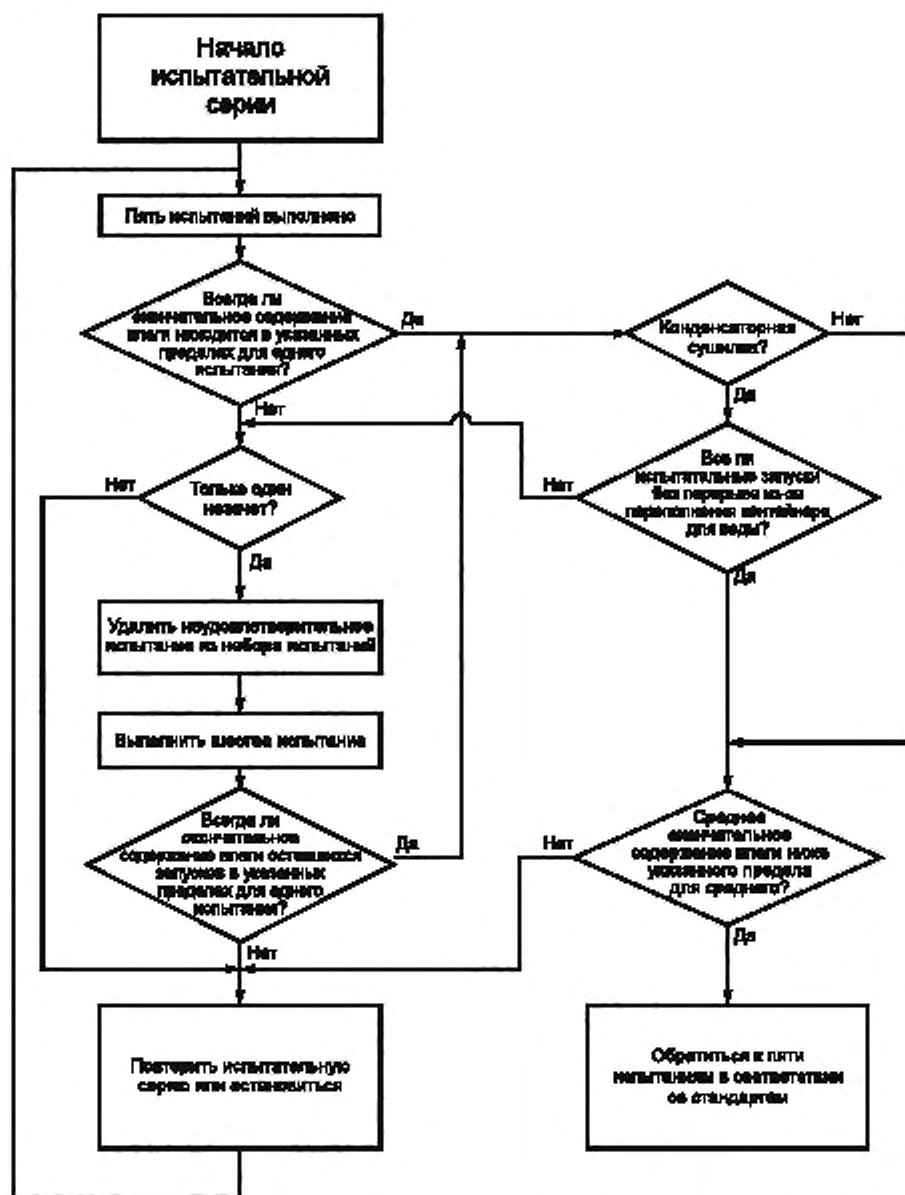 Начало
испытательной
серии
Пять испытаний выполнено
Всегда ли
окончательное содержание
влаги находится в указанных
пределах для одного
испытания?
Да
Нет
Конденсаторная
сушилка?
Нет
Да
Все ли
испытательные запуски
без перерыва из-за
переполнения контейнера
для воды?
Нет
Да
Только один
незачет?
Нет
Да
Удалить неудовлетворительное
испытание из набора испытаний
Выполнить шестое испытание
Всегда ли
окончательное
содержание влаги оставшихся
запусков в указанных
пределах для одного
испытания?
Да
Нет
Среднее
окончательное
содержание влаги ниже
указанного предела
для среднего?
Нет
Да
Повторить испытательную
серию или остановиться
Обратиться к пяти
испытаниям в соответствии
со стандартом